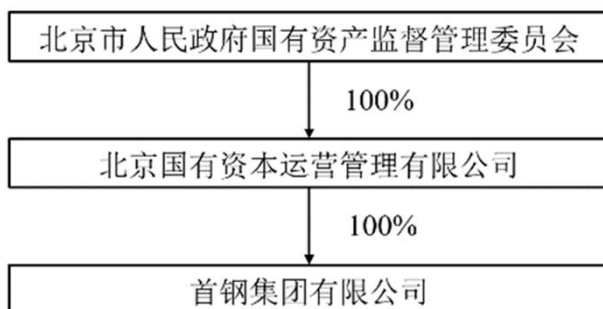 北京市人民政府国有资产监督管理委员会
100%
北京国有资本运营管理有限公司
100%
首钢集团有限公司